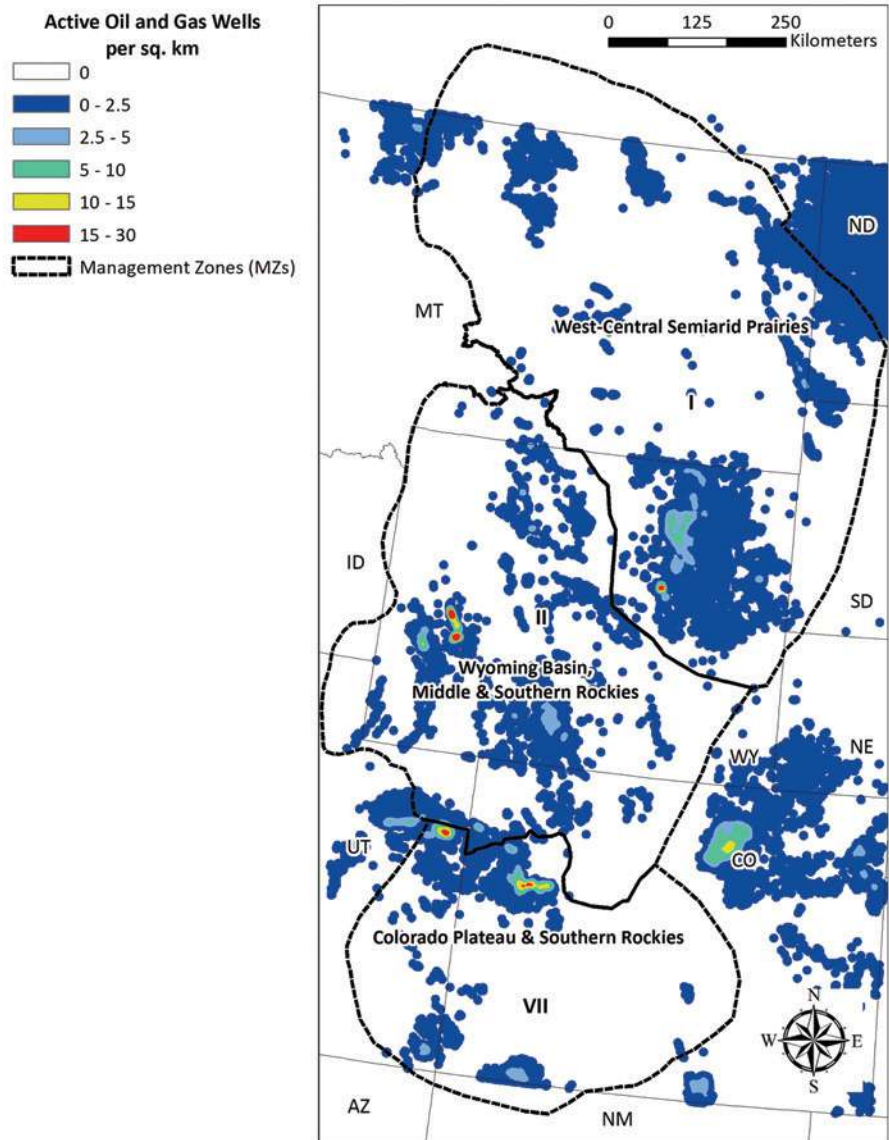 Active Oil and Gas Wells
per sq. km
0
0 - 2.5
2.5 - 5
5 - 10
10 - 15
15 - 30
Management Zones (MZs)
0 125 250
Kilometers
ND
MT
West-Central Semiarid Prairies
I
ID
SD
II
Wyoming Basin,
Middle & Southern Rockies
WY
NE
UT
CO
Colorado Plateau & Southern Rockies
VII
N
W E
S
AZ
NM